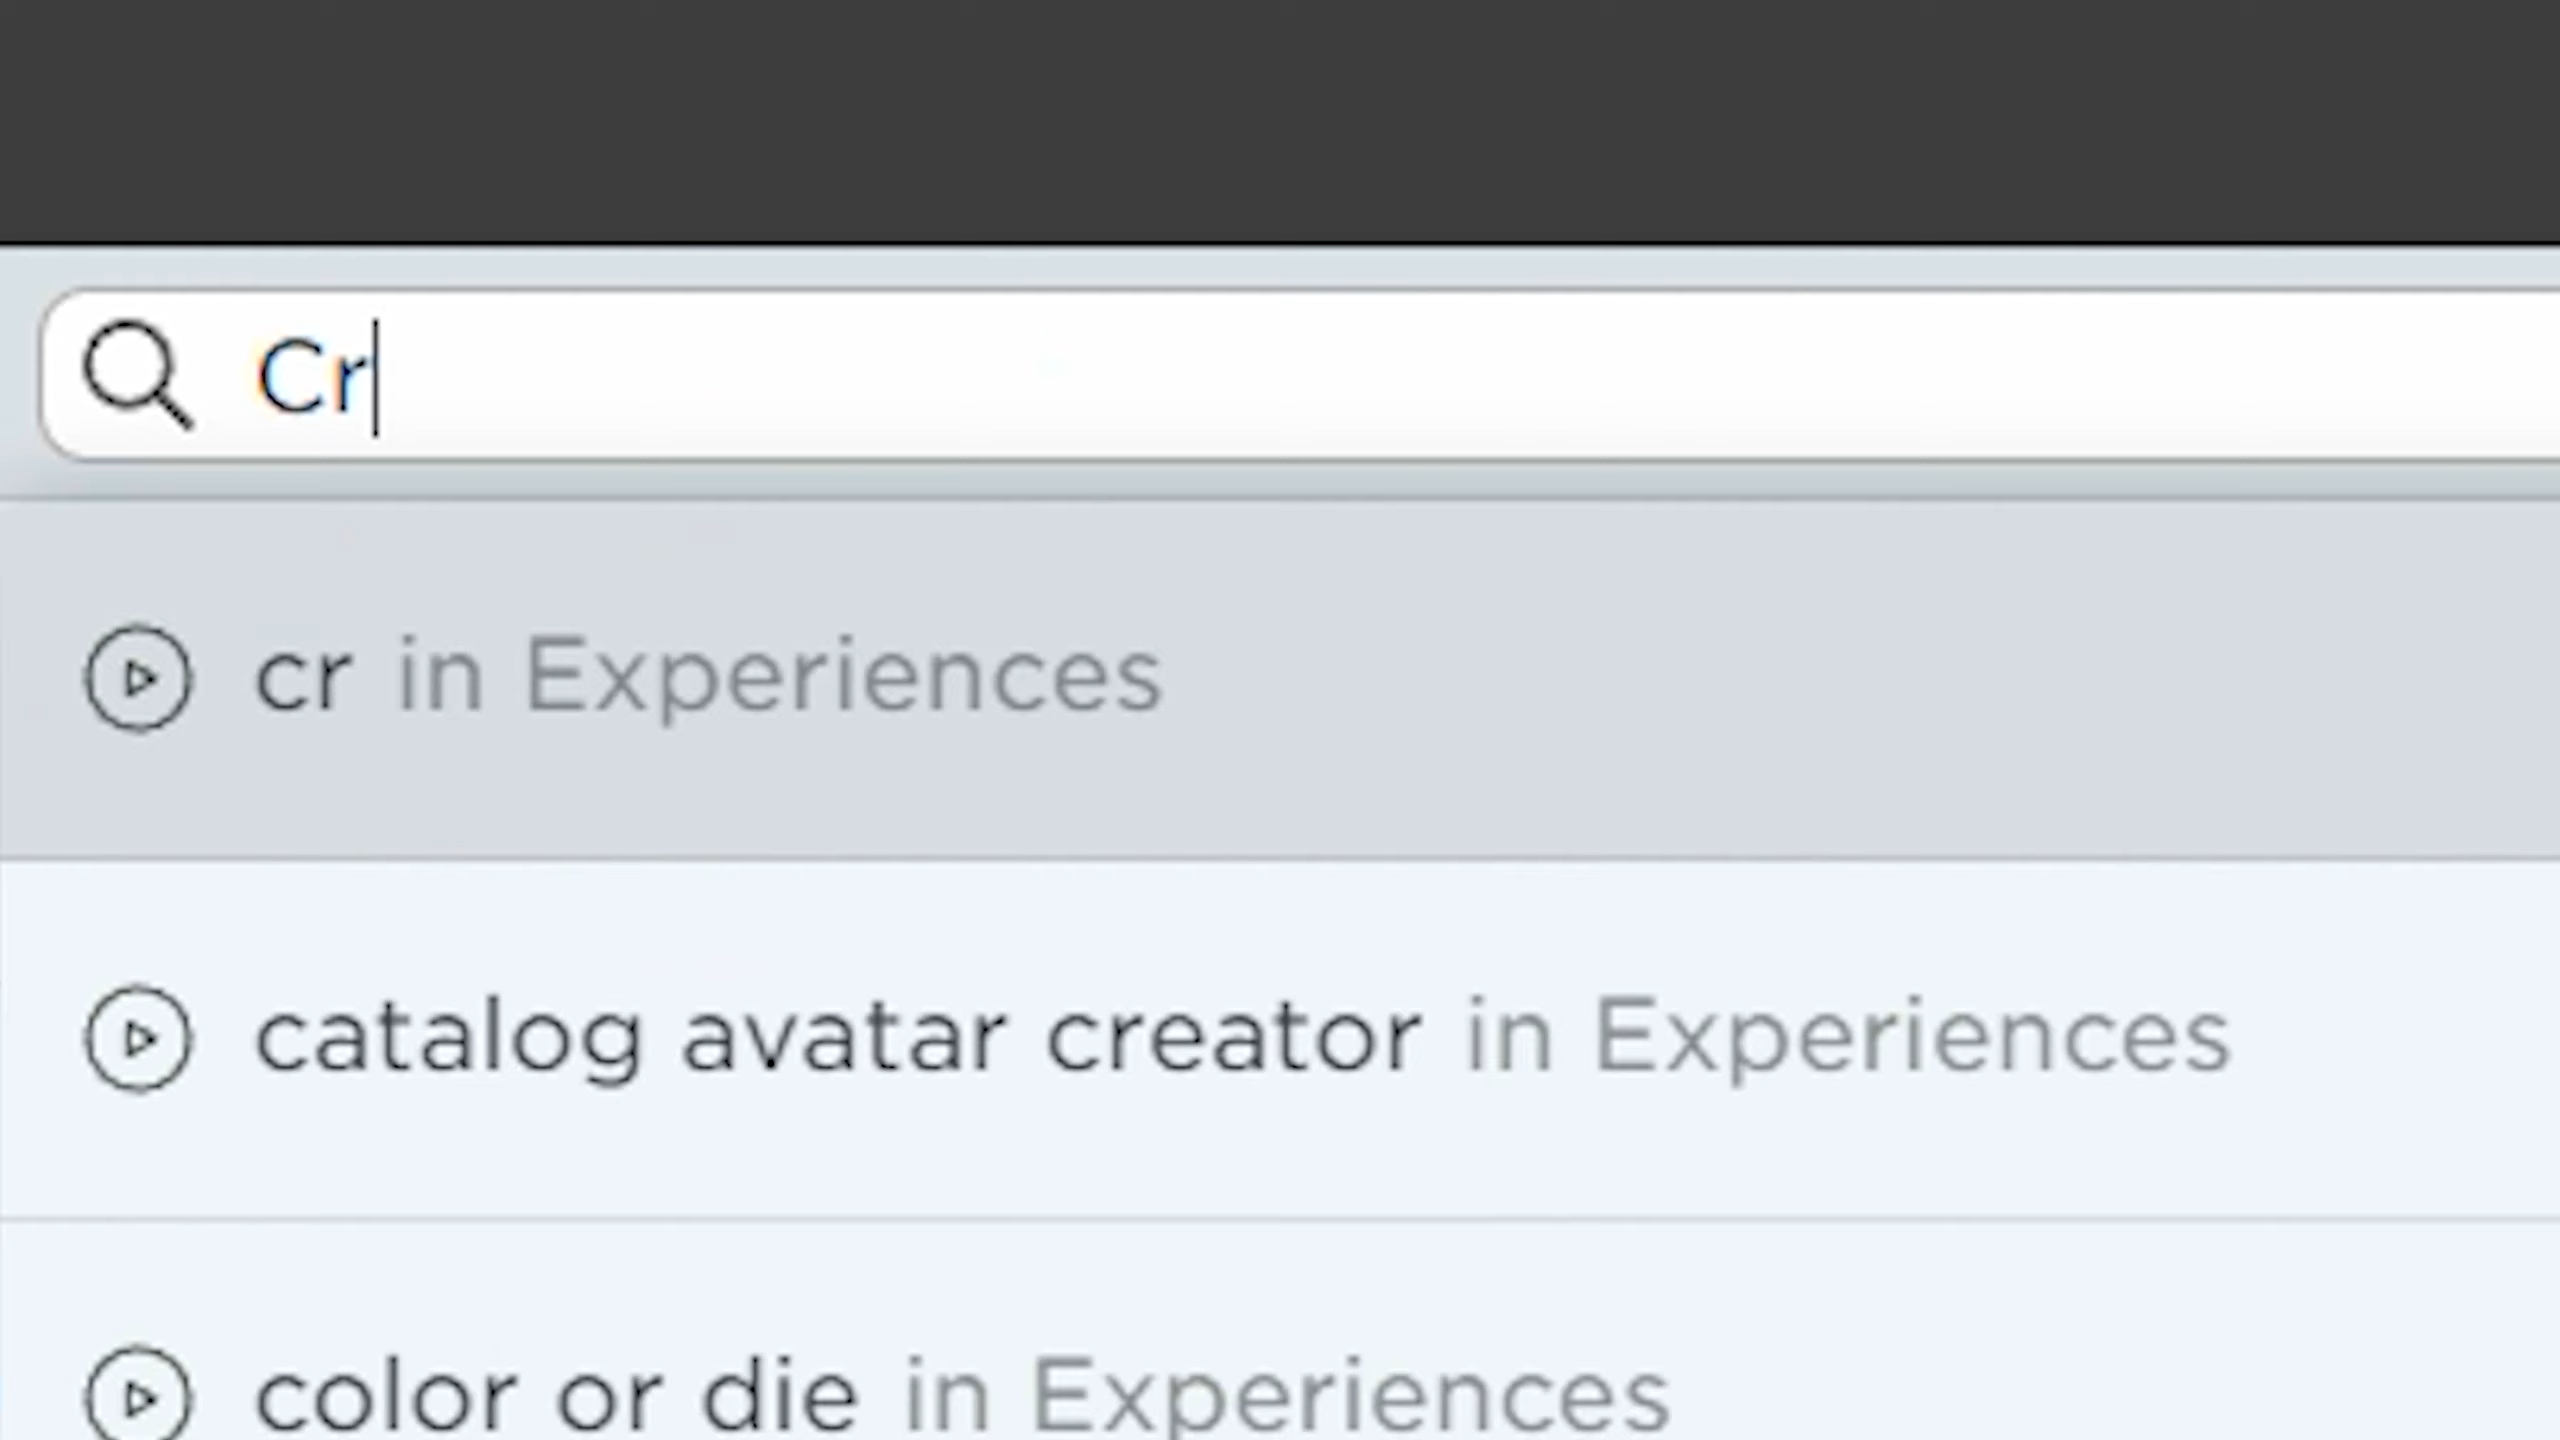 Cr
cr in Experiences
catalog avatar creator in Experiences
color or die in Experiences